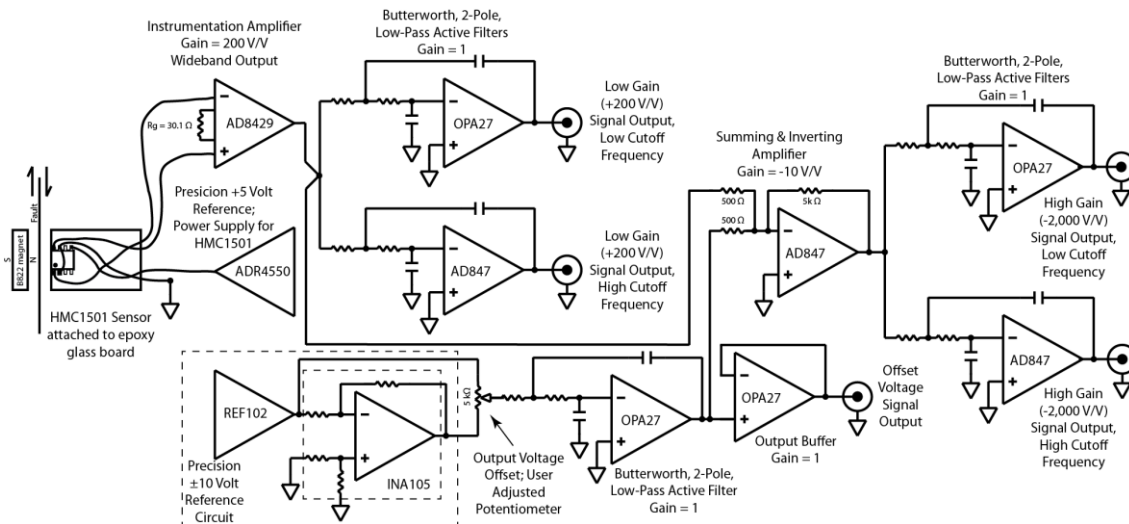 Instrumentation Amplifier
Gain = 200 V/V
Wideband Output
Rg = 30.1 Ω
−
+
AD8429
Butterworth, 2-Pole,
Low-Pass Active Filters
Gain = 1
−
+
OPA27
Low Gain
(+200 V/V)
Signal Output,
Low Cutoff
Frequency
−
+
AD847
Low Gain
(+200 V/V)
Signal Output,
High Cutoff
Frequency
Presicion +5 Volt
Reference;
Power Supply for
HMC1501
ADR4550
S
N
B822 magnet
Fault
HMC1501 Sensor
attached to epoxy
glass board
Summing & Inverting
Amplifier
Gain = -10 V/V
500 Ω
500 Ω
5k Ω
−
+
AD847
Butterworth, 2-Pole,
Low-Pass Active Filters
Gain = 1
−
+
OPA27
High Gain
(-2,000 V/V)
Signal Output,
Low Cutoff
Frequency
−
+
AD847
High Gain
(-2,000 V/V)
Signal Output,
High Cutoff
Frequency
REF102
Precision
±10 Volt
Reference
Circuit
−
+
INA105
5 kΩ
Output Voltage
Offset; User
Adjusted
Potentiometer
−
+
OPA27
Butterworth, 2-Pole,
Low-Pass Active Filter
Gain = 1
−
+
OPA27
Output Buffer
Gain = 1
Offset
Voltage
Signal
Output